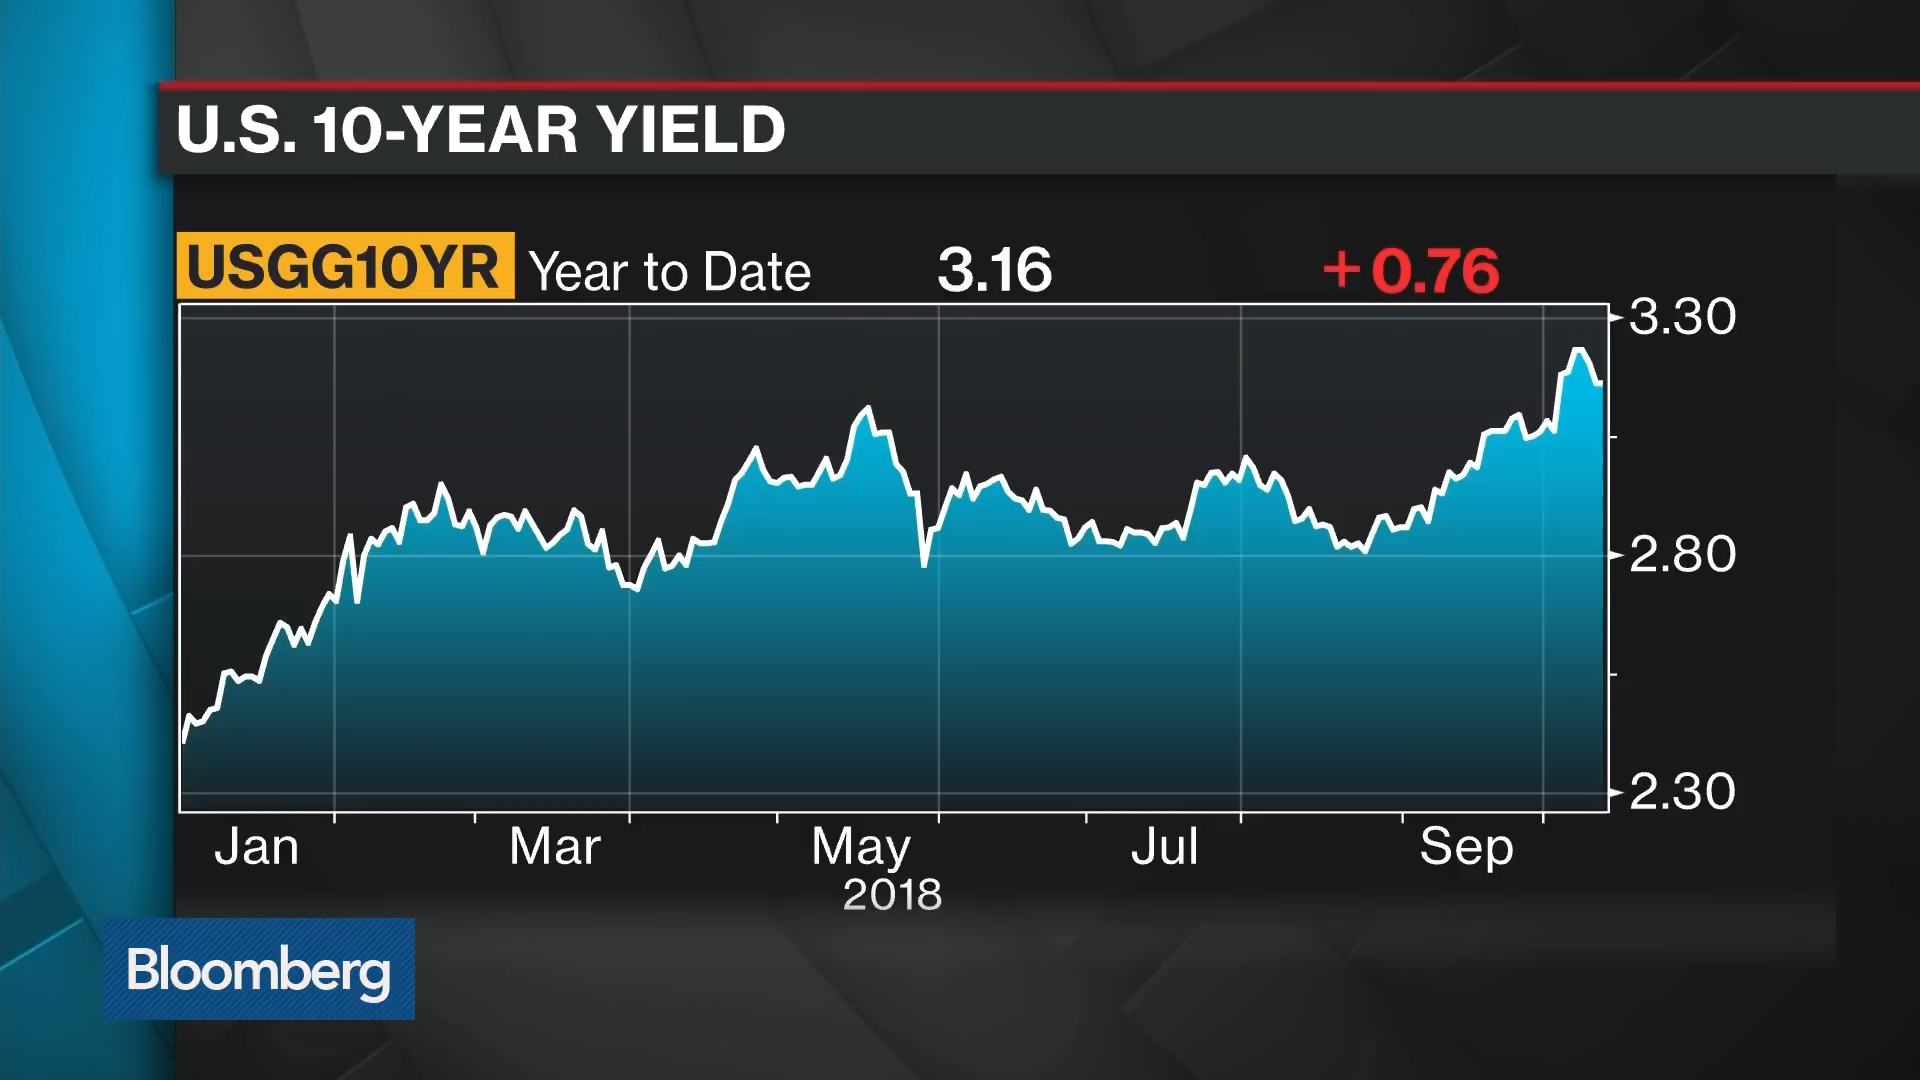 U.S. 10-YEAR YIELD
USGG10YR Year to Date 3.16 +0.76
3.30
2.80
2.30
Jan Mar May Jul Sep
2018
Bloomberg